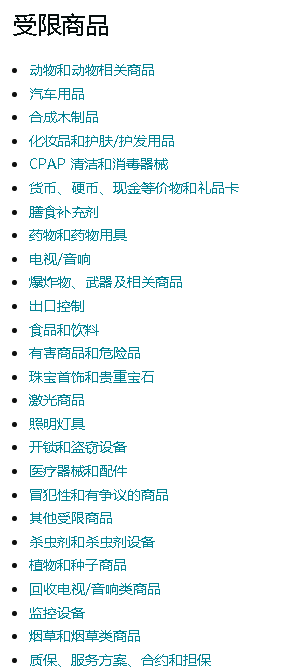 受限商品
动物和动物相关商品
汽车用品
合成木制品
化妆品和护肤/护发用品
CPAP 清洁和消毒器械
货币、硬币、现金等价物和礼品卡
膳食补充剂
药物和药物用具
电视/音响
爆炸物、武器及相关商品
出口控制
食品和饮料
有害商品和危险品
珠宝首饰和贵重宝石
激光商品
照明灯具
开锁和盗窃设备
医疗器械和配件
冒犯性和有争议的商品
其他受限商品
杀虫剂和杀虫剂设备
植物和种子商品
回收电视/音响类商品
监控设备
烟草和烟草类商品
质保、服务方案、合约和担保